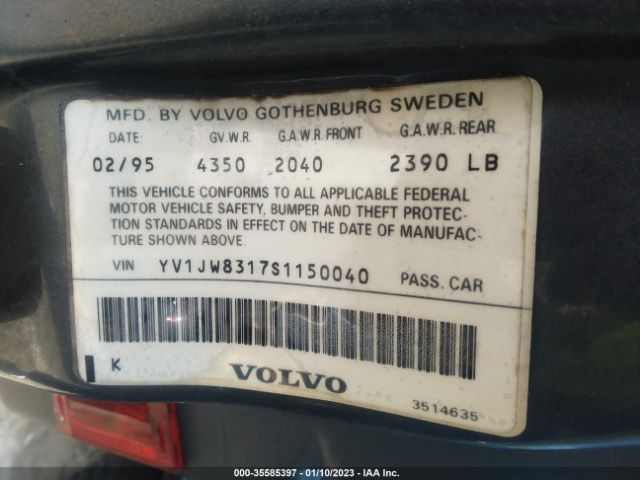 MFD. BY VOLVO GOTHENBURG SWEDEN
DATE: GV.W.R. G.A.W.R. FRONT G.A.W.R. REAR
02/95 4350 2040 2390 LB
THIS VEHICLE CONFORMS TO ALL APPLICABLE FEDERAL
MOTOR VEHICLE SAFETY, BUMPER AND THEFT PROTEC-
TION STANDARDS IN EFFECT ON THE DATE OF MANUFAC-
TURE SHOWN ABOVE.
VIN YV1JW8317S1150040 PASS. CAR
K VOLVO 3514635
000-35585397 - 01/10/2023 - IAA Inc.